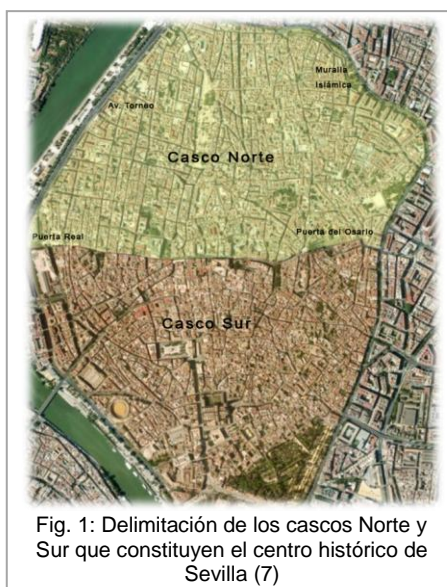 Muralla
Islámica
Av. Torneo
Casco Norte
Puerta Real
Puerta del Osario
Casco Sur
Fig. 1: Delimitación de los cascos Norte y
Sur que constituyen el centro histórico de
Sevilla (7)